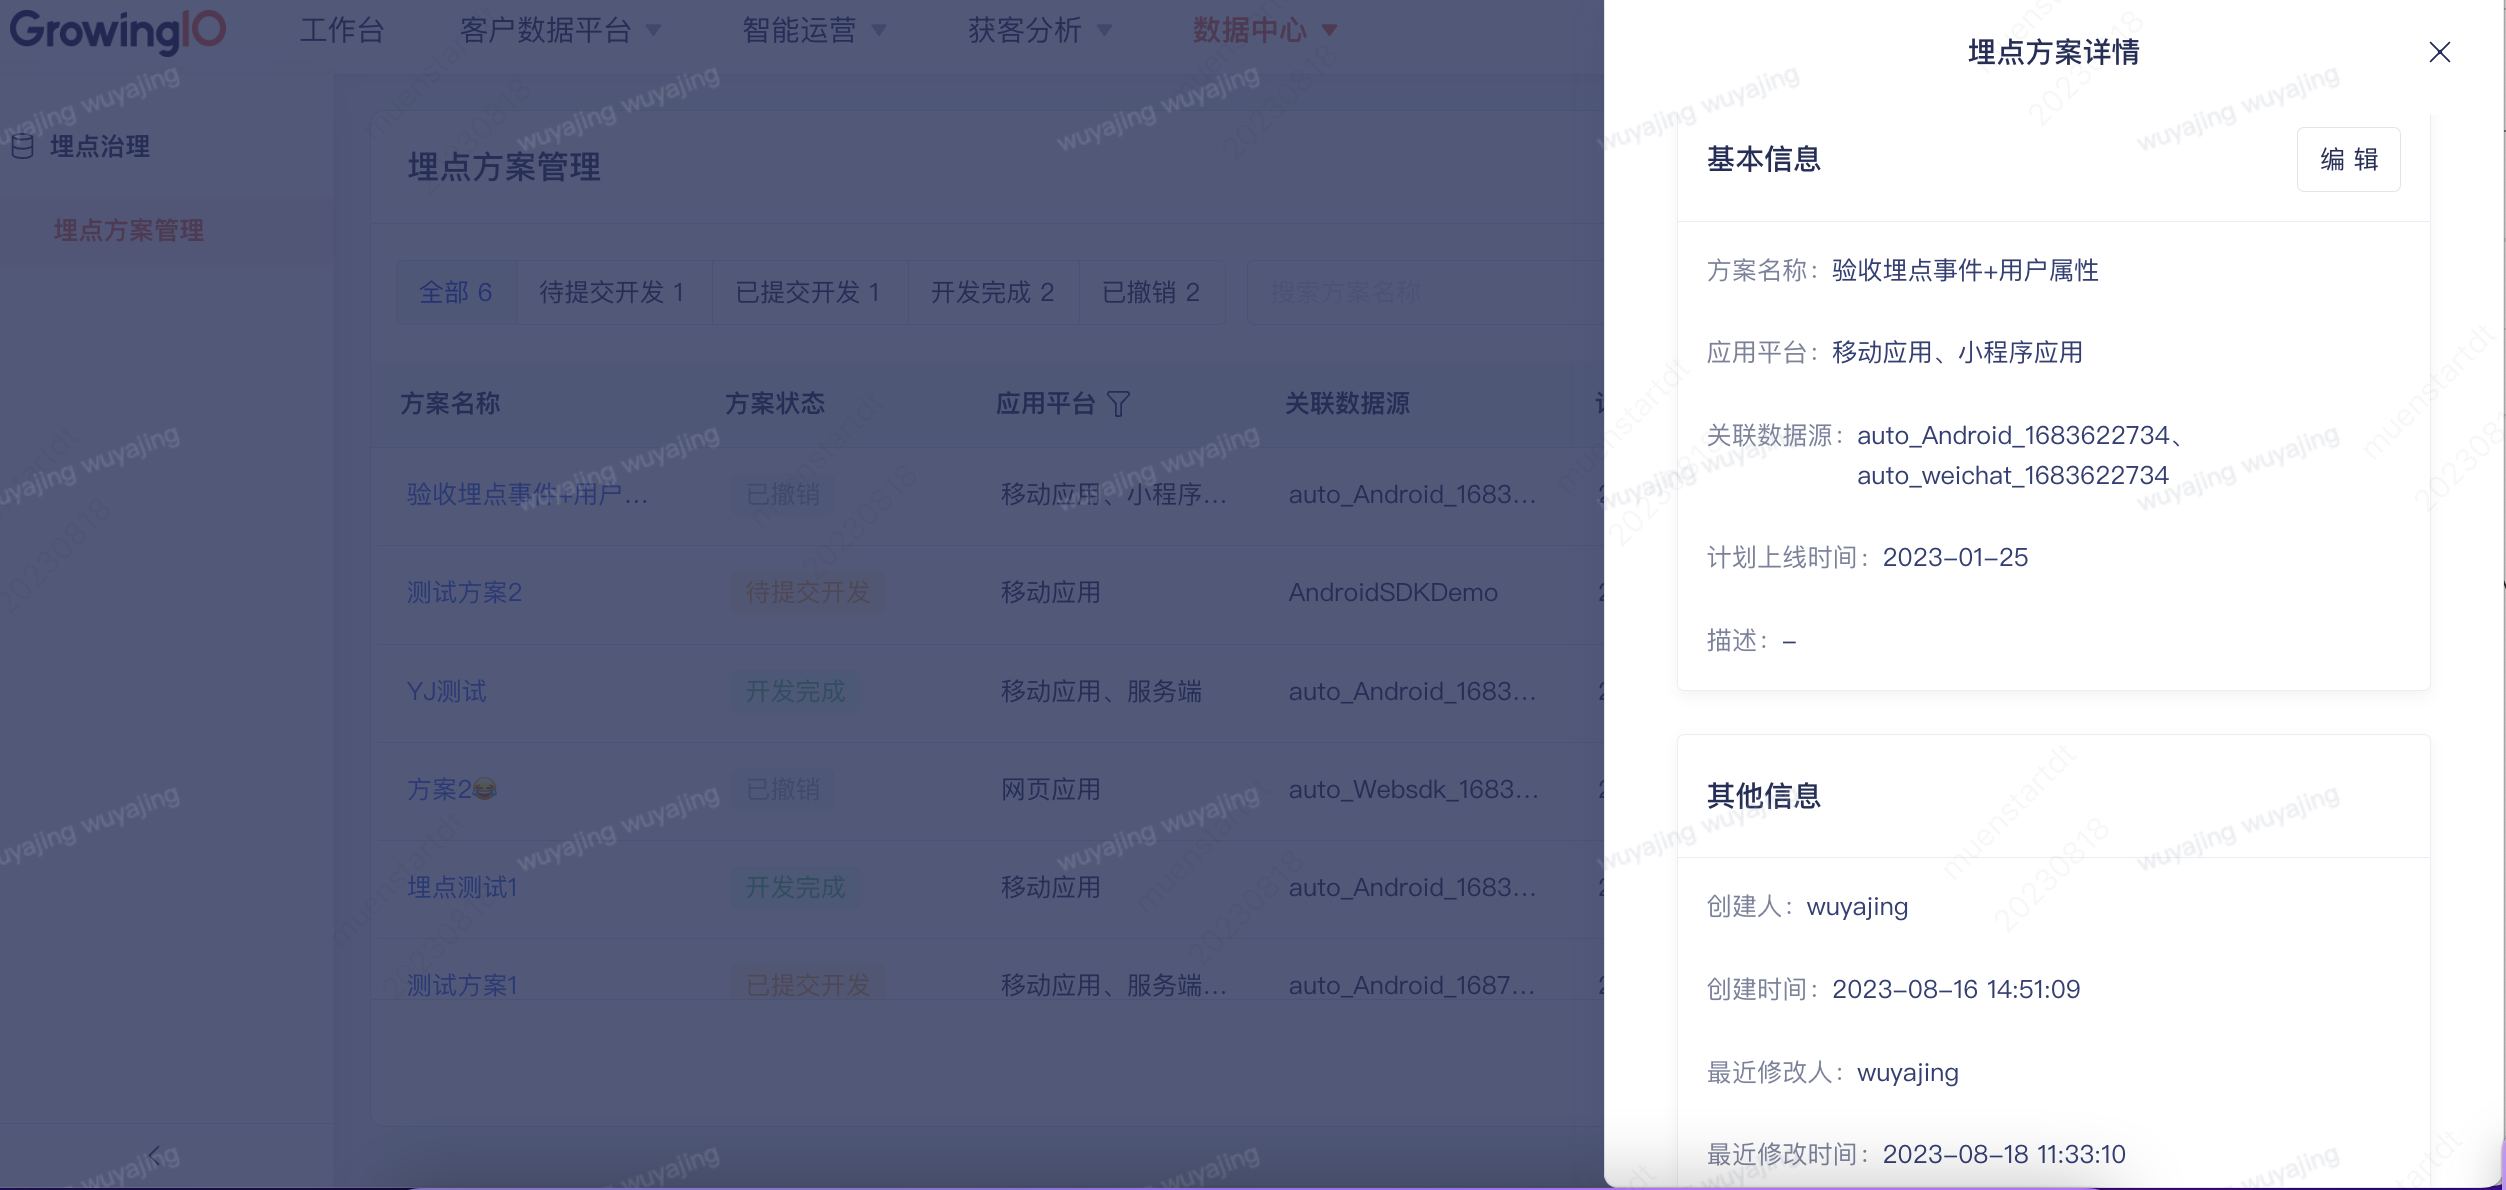 GrowingIO 工作台 客户数据平台 智能运营 获客分析 数据中心
埋点治理
埋点方案管理
埋点方案管理
全部 6 待提交开发 1 已提交开发 1 开发完成 2 已撤销 2 搜索方案名称
方案名称 方案状态 应用平台 关联数据源
验收埋点事件+用户... 已撤销 移动应用、小程序... auto_Android_1683...
测试方案2 待提交开发 移动应用 AndroidSDKDemo
YJ测试 开发完成 移动应用、服务端 auto_Android_1683...
方案2😂 已撤销 网页应用 auto_Websdk_1683...
埋点测试1 开发完成 移动应用 auto_Android_1683...
测试方案1 已提交开发 移动应用、服务端... auto_Android_1687...
埋点方案详情
基本信息 编 辑
方案名称： 验收埋点事件+用户属性
应用平台： 移动应用、小程序应用
关联数据源： auto_Android_1683622734、
auto_weichat_1683622734
计划上线时间： 2023-01-25
描述： -
其他信息
创建人： wuyajing
创建时间： 2023-08-16 14:51:09
最近修改人： wuyajing
最近修改时间： 2023-08-18 11:33:10
wuyajing wuyajing
muenstartdt
20230818